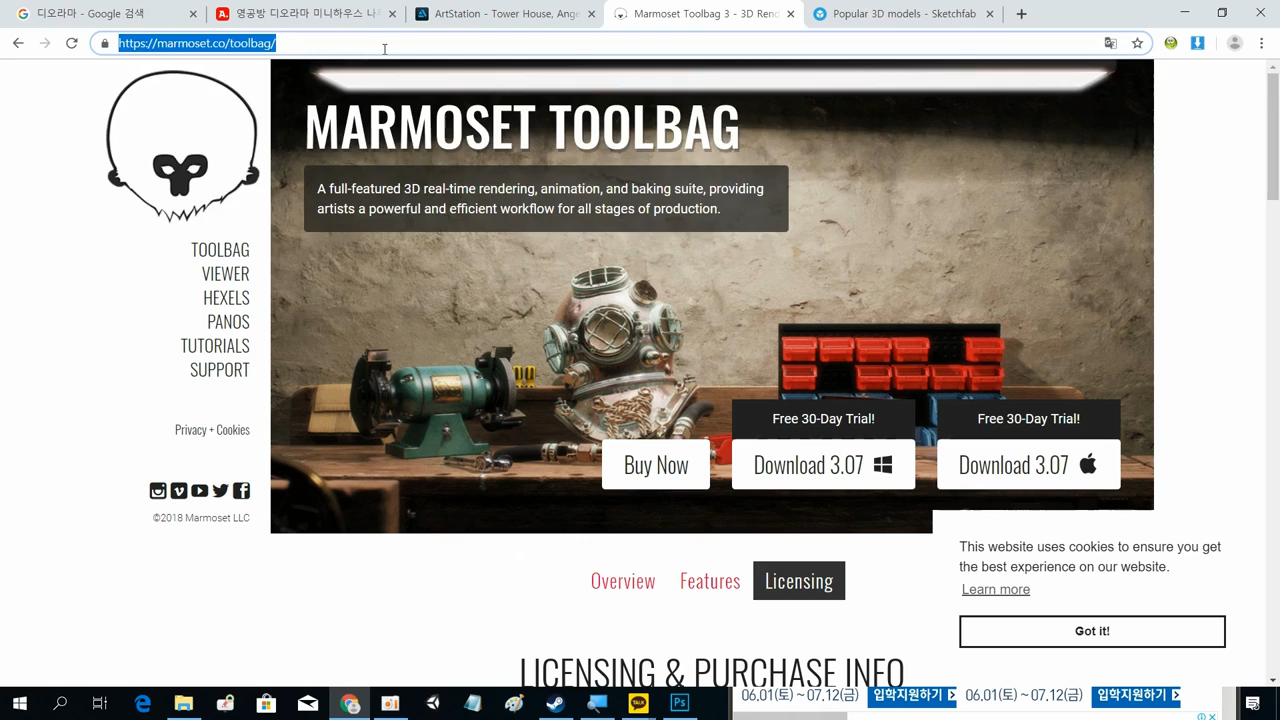 디오라마 - Google 검색
영공방 디오라마 미니하우스 나
ArtStation - Tower House, Ange
Marmoset Toolbag 3 - 3D Ren
Popular 3D models - Sketchfab
https://marmoset.co/toolbag/
MARMOSET TOOLBAG
A full-featured 3D real-time rendering, animation, and baking suite, providing
artists a powerful and efficient workflow for all stages of production.
TOOLBAG
VIEWER
HEXELS
PANOS
TUTORIALS
SUPPORT
Privacy + Cookies
©2018 Marmoset LLC
Free 30-Day Trial!
Free 30-Day Trial!
Buy Now
Download 3.07
Download 3.07
This website uses cookies to ensure you get
the best experience on our website.
Learn more
Got it!
Overview
Features
Licensing
LICENSING & PURCHASE INFO
06.01(토) ~ 07.12(금)
입학지원하기
06.01(토) ~ 07.12(금)
입학지원하기
TALK
Ps